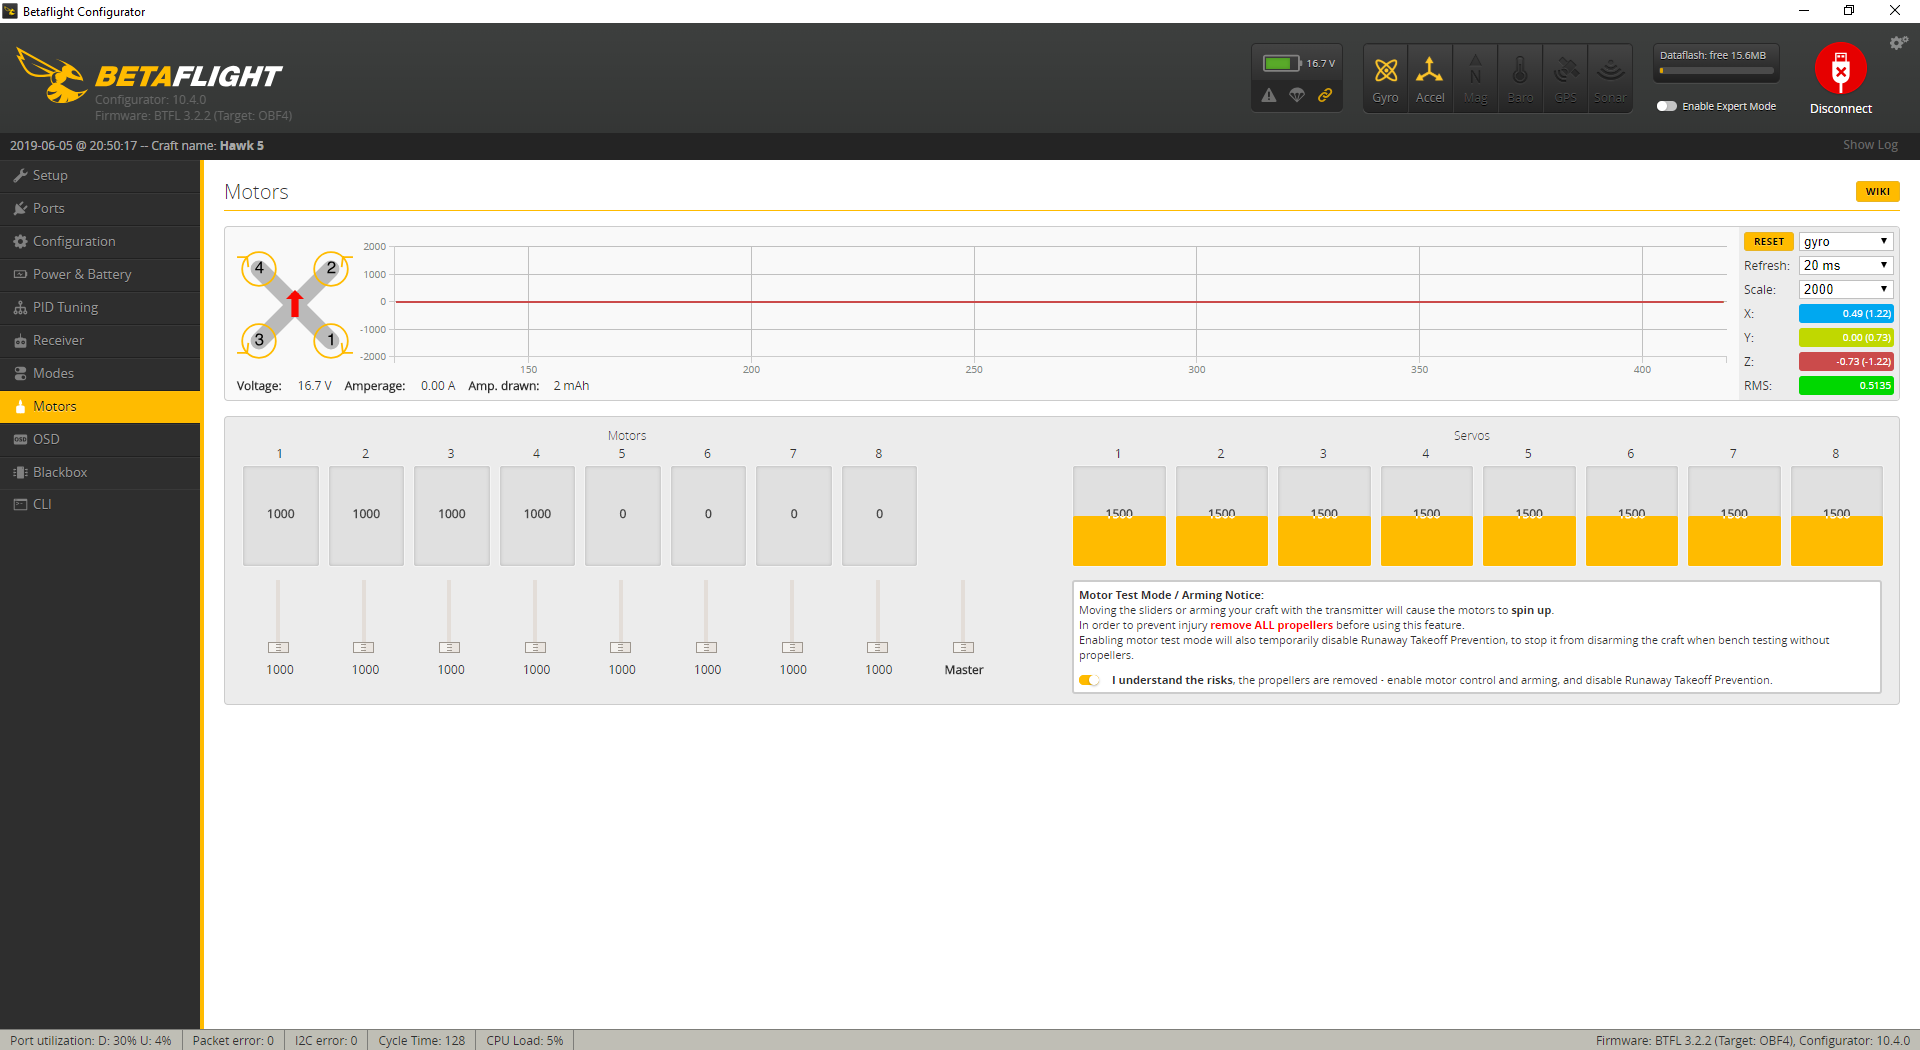 Betaflight Configurator
BETAFLIGHT
Configurator: 10.4.0
Firmware: BTFL 3.2.2 (Target: OBF4)
16.7 V
Gyro
Accel
Mag
Baro
GPS
Sonar
Dataflash: free 15.6MB
Enable Expert Mode
Disconnect
2019-06-05 @ 20:50:17 -- Craft name: Hawk 5
Show Log
Setup
Ports
Configuration
Power & Battery
PID Tuning
Receiver
Modes
Motors
OSD
Blackbox
CLI
Motors
WIKI
4 2
3 1
2000
1000
0
-1000
-2000
150 200 250 300 350 400
Voltage: 16.7 V Amperage: 0.00 A Amp. drawn: 2 mAh
RESET gyro
Refresh: 20 ms
Scale: 2000
X: 0.49 (1.22)
Y: 0.00 (0.73)
Z: -0.73 (-1.22)
RMS: 0.5135
Motors
1 2 3 4 5 6 7 8
1000 1000 1000 1000 0 0 0 0
1000 1000 1000 1000 1000 1000 1000 1000 Master
Servos
1 2 3 4 5 6 7 8
1500 1500 1500 1500 1500 1500 1500 1500
Motor Test Mode / Arming Notice:
Moving the sliders or arming your craft with the transmitter will cause the motors to spin up.
In order to prevent injury remove ALL propellers before using this feature.
Enabling motor test mode will also temporarily disable Runaway Takeoff Prevention, to stop it from disarming the craft when bench testing without
propellers.
I understand the risks, the propellers are removed - enable motor control and arming, and disable Runaway Takeoff Prevention.
Port utilization: D: 30% U: 4% Packet error: 0 I2C error: 0 Cycle Time: 128 CPU Load: 5%
Firmware: BTFL 3.2.2 (Target: OBF4), Configurator: 10.4.0